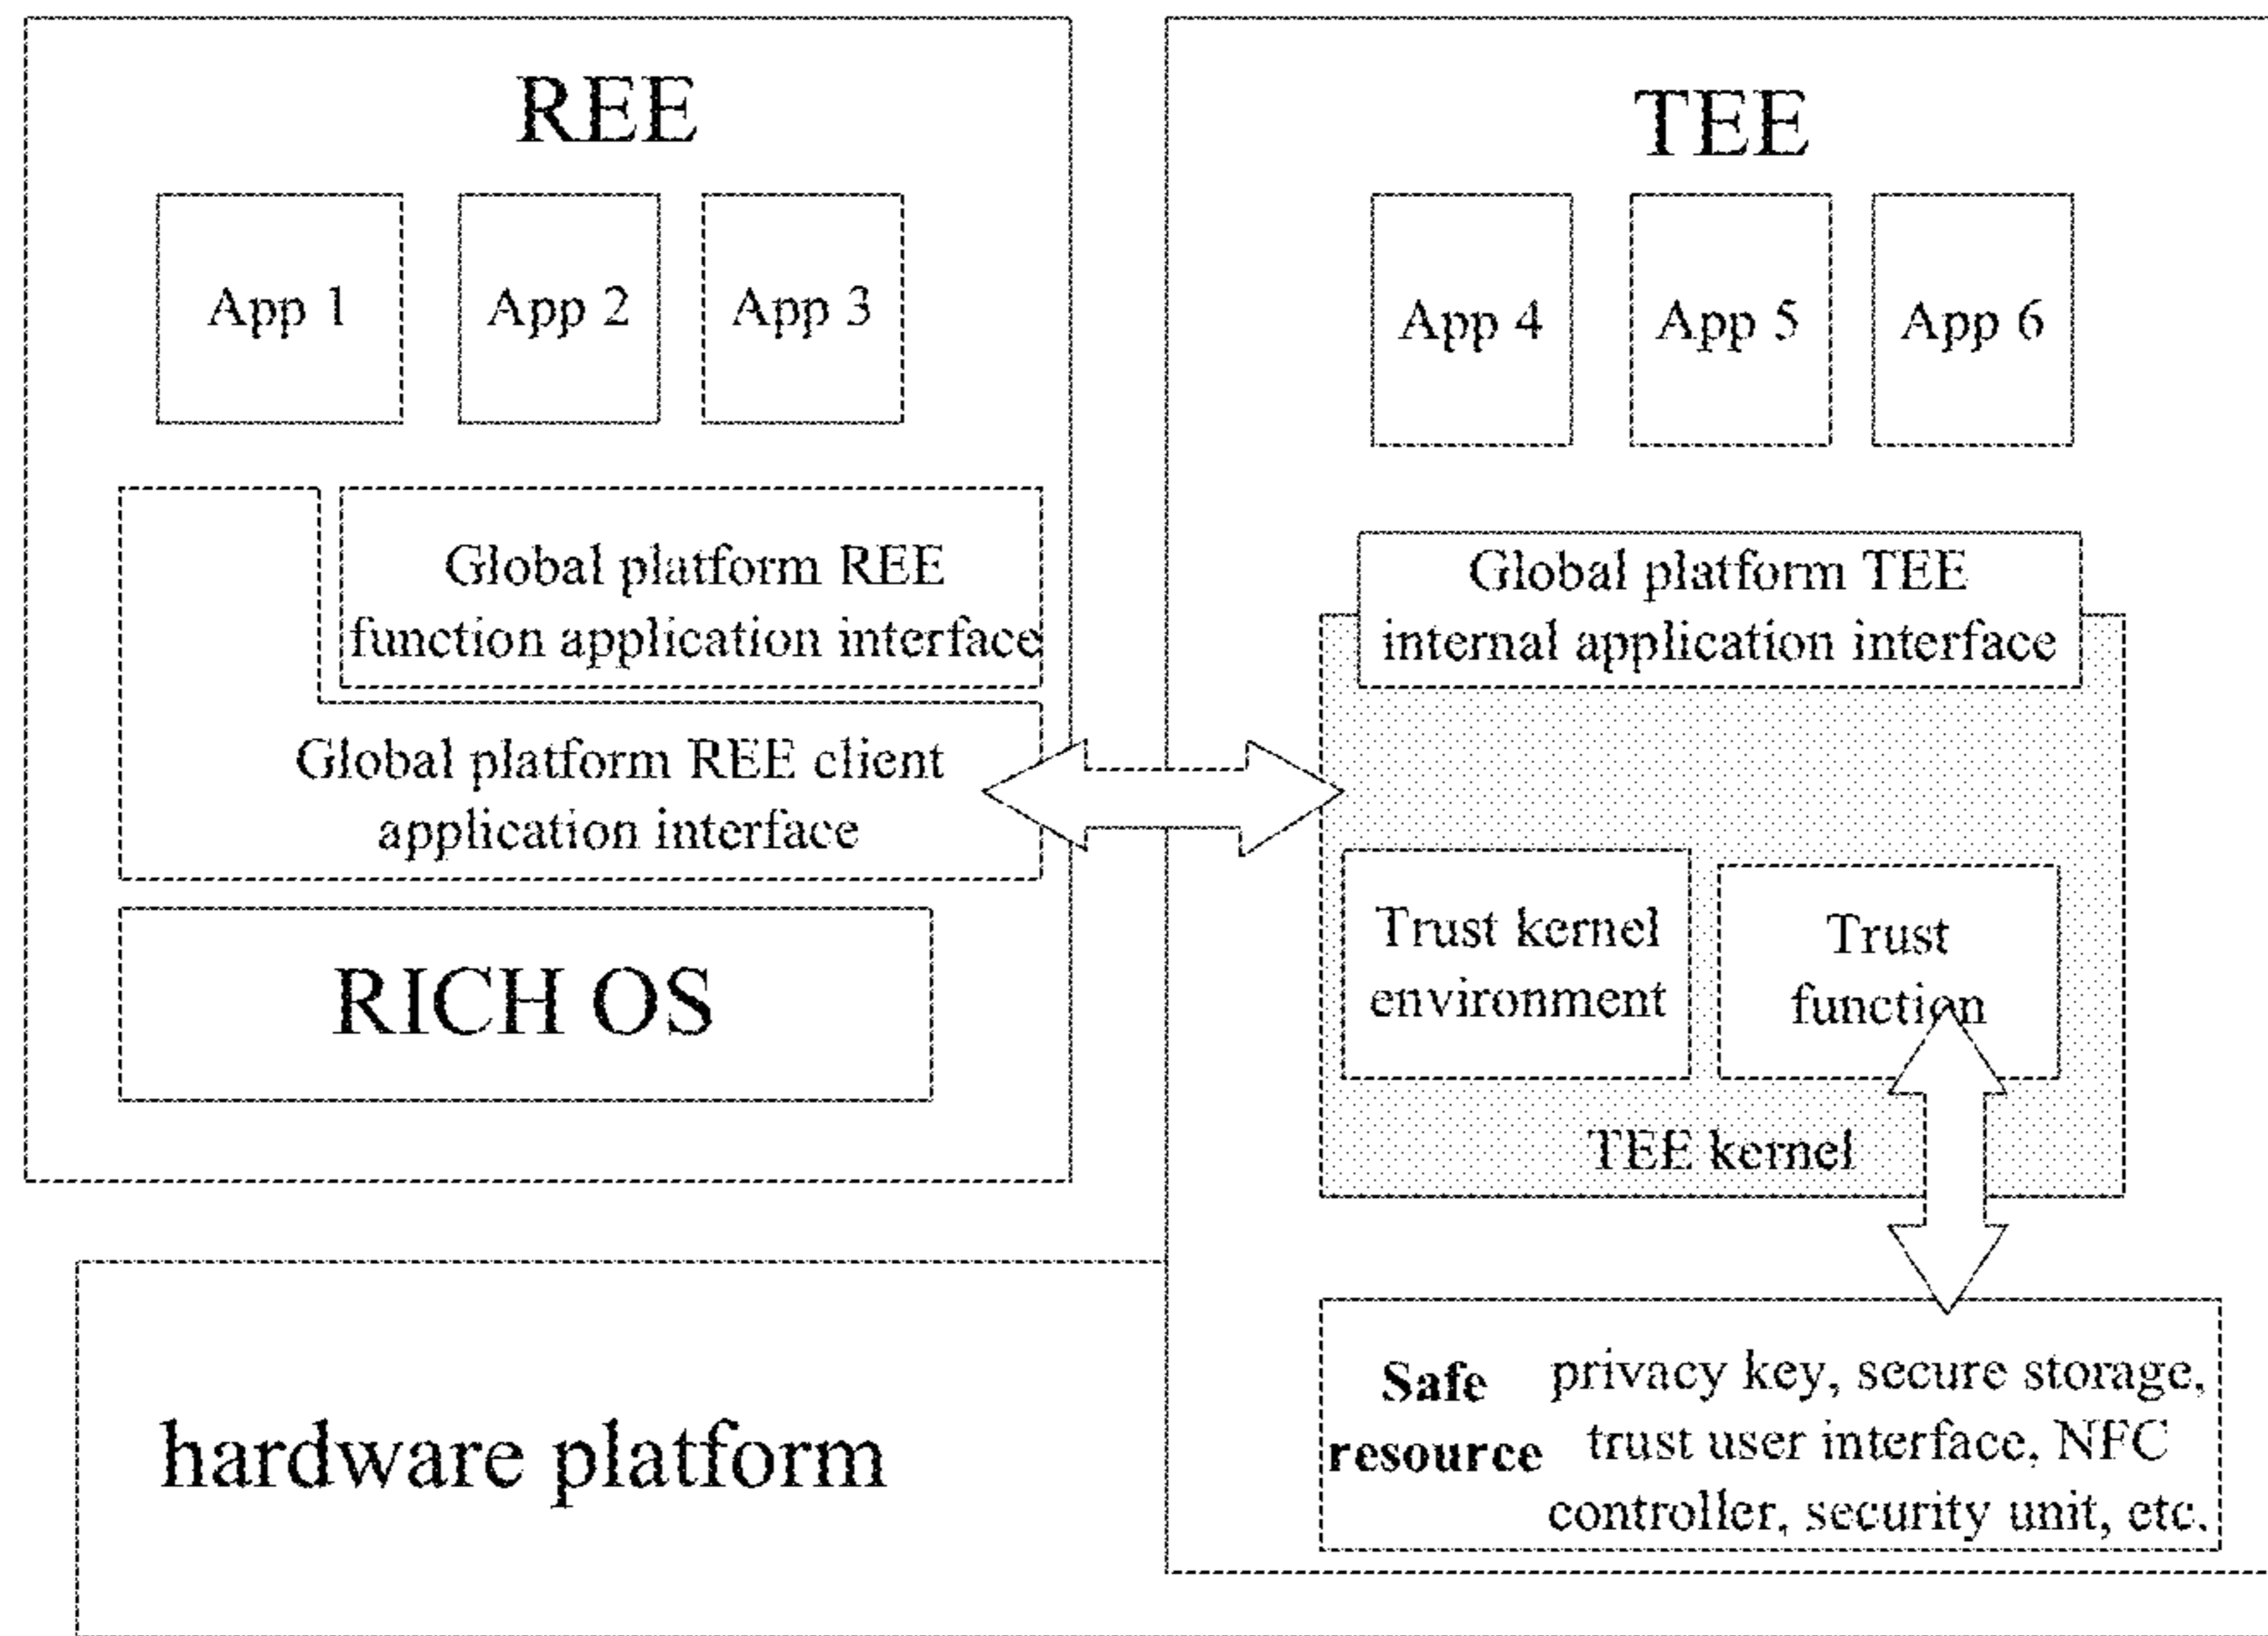 REE
App 1
App 2
App 3
Global platform REE
function application interface
Global platform REE client
application interface
RICH OS
TEE
App 4
App 5
App 6
Global platform TEE
internal application interface
Trust kernel
environment
Trust
function
TEE kernel
hardware platform
Safe
resource
privacy key, secure storage,
trust user interface, NFC
controller, security unit, etc.